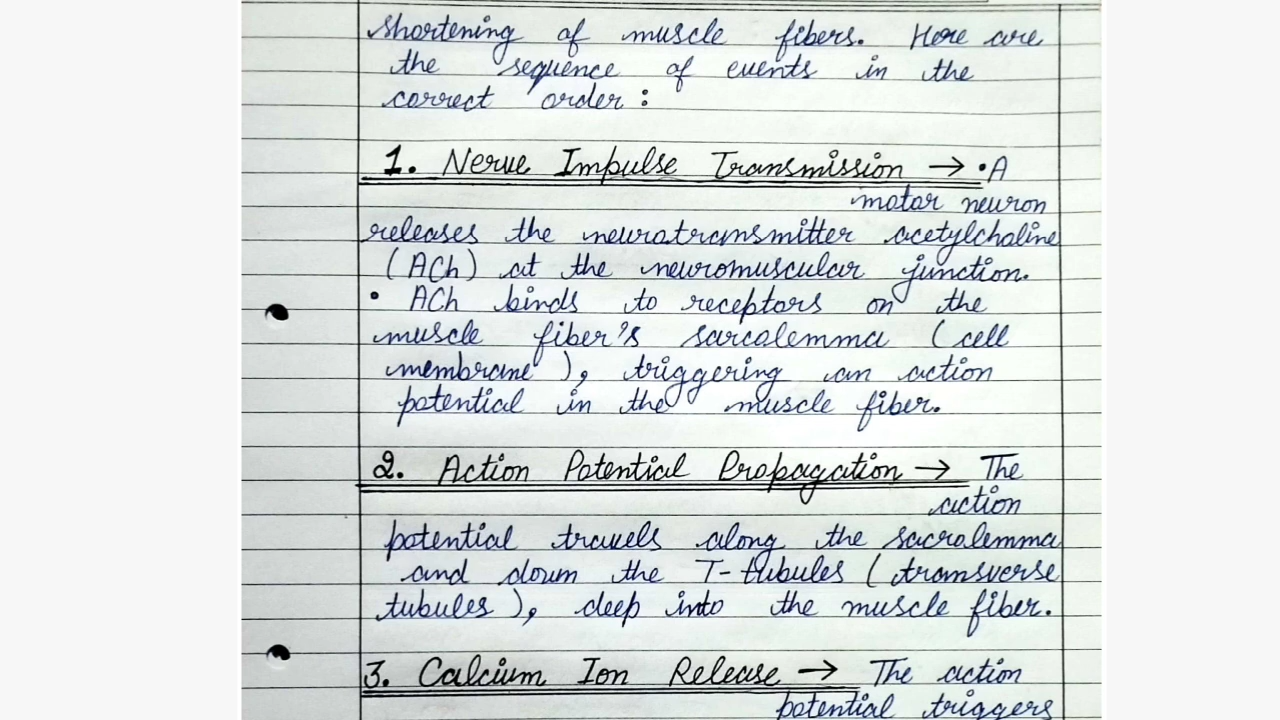 shortening of muscle fibers. Here are
the sequence of events in the
correct order :
1. Nerve Impulse Transmission → • A
motor neuron
releases the neurotransmitter acetylcholine
(ACh) at the neuromuscular junction.
• ACh binds to receptors on the
muscle fiber's sarcolemma (cell
membrane), triggering an action
potential in the muscle fiber.
2. Action Potential Propagation → The
action
potential travels along the sacrolemma
and down the T-tubules (transverse
tubules), deep into the muscle fiber.
3. Calcium Ion Release → The action
potential triggers